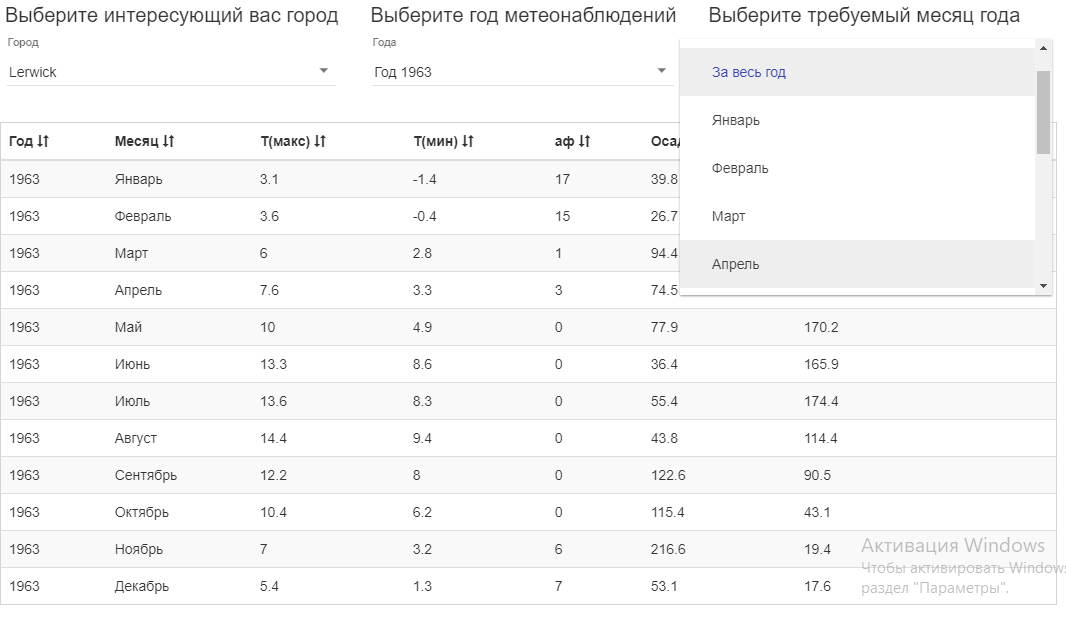 Выберите интересующий вас город Выберите год метеонаблюдений Выберите требуемый месяц года
Город Года
Lerwick Год 1963 За весь год
Январь
Год Месяц Т(макс) Т(мин) аф Осад
Февраль
1963 Январь 3.1 -1.4 17 39.8
1963 Февраль 3.6 -0.4 15 26.7 Март
1963 Март 6 2.8 1 94.4 Апрель
1963 Апрель 7.6 3.3 3 74.5
1963 Май 10 4.9 0 77.9 170.2
1963 Июнь 13.3 8.6 0 36.4 165.9
1963 Июль 13.6 8.3 0 55.4 174.4
1963 Август 14.4 9.4 0 43.8 114.4
1963 Сентябрь 12.2 8 0 122.6 90.5
1963 Октябрь 10.4 6.2 0 115.4 43.1
1963 Ноябрь 7 3.2 6 216.6 19.4
1963 Декабрь 5.4 1.3 7 53.1 17.6
Активация Windows
Чтобы активировать Windows
раздел "Параметры".